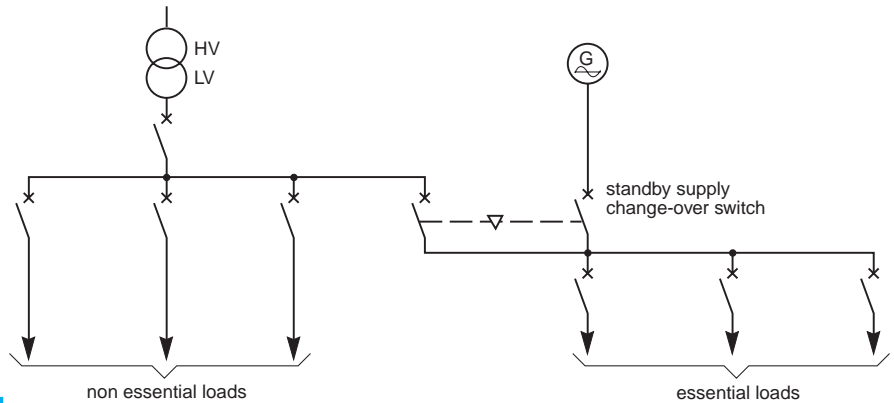 HV
LV
G
standby supply
change-over switch
non essential loads
essential loads